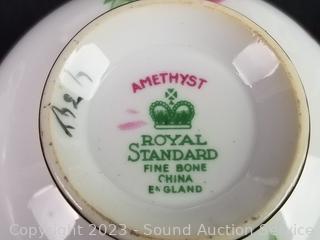 AMETHYST
ROYAL
STANDARD
FINE BONE
CHINA
ENGLAND
Copyright 2023 - Sound Auction Service